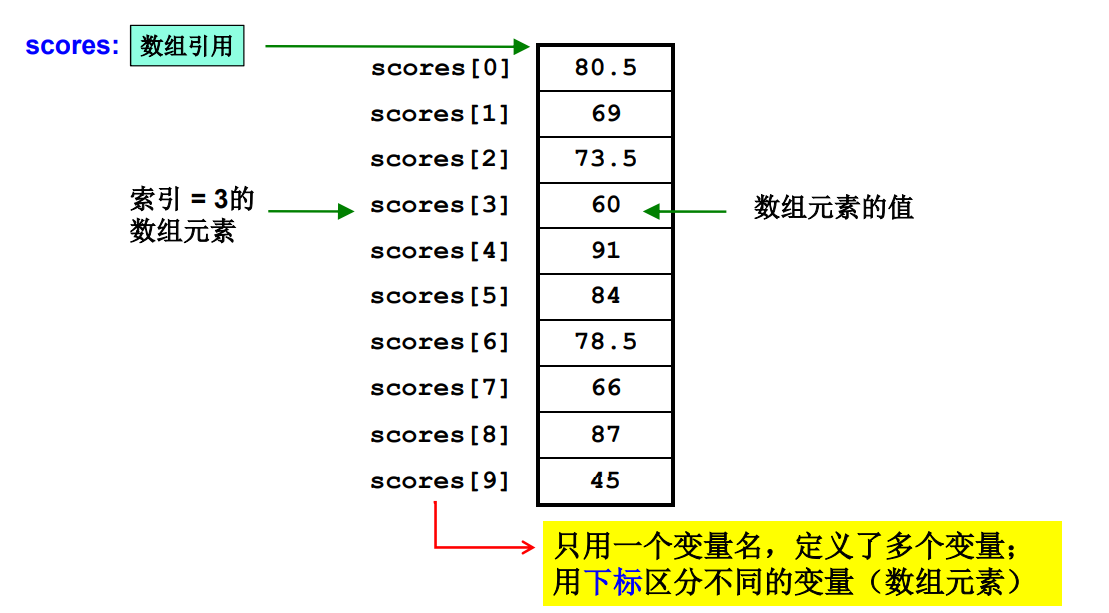 scores: 数组引用
scores[0] 80.5
scores[1] 69
scores[2] 73.5
索引 = 3的
数组元素
scores[3] 60
数组元素的值
scores[4] 91
scores[5] 84
scores[6] 78.5
scores[7] 66
scores[8] 87
scores[9] 45
只用一个变量名，定义了多个变量；
用下标区分不同的变量（数组元素）